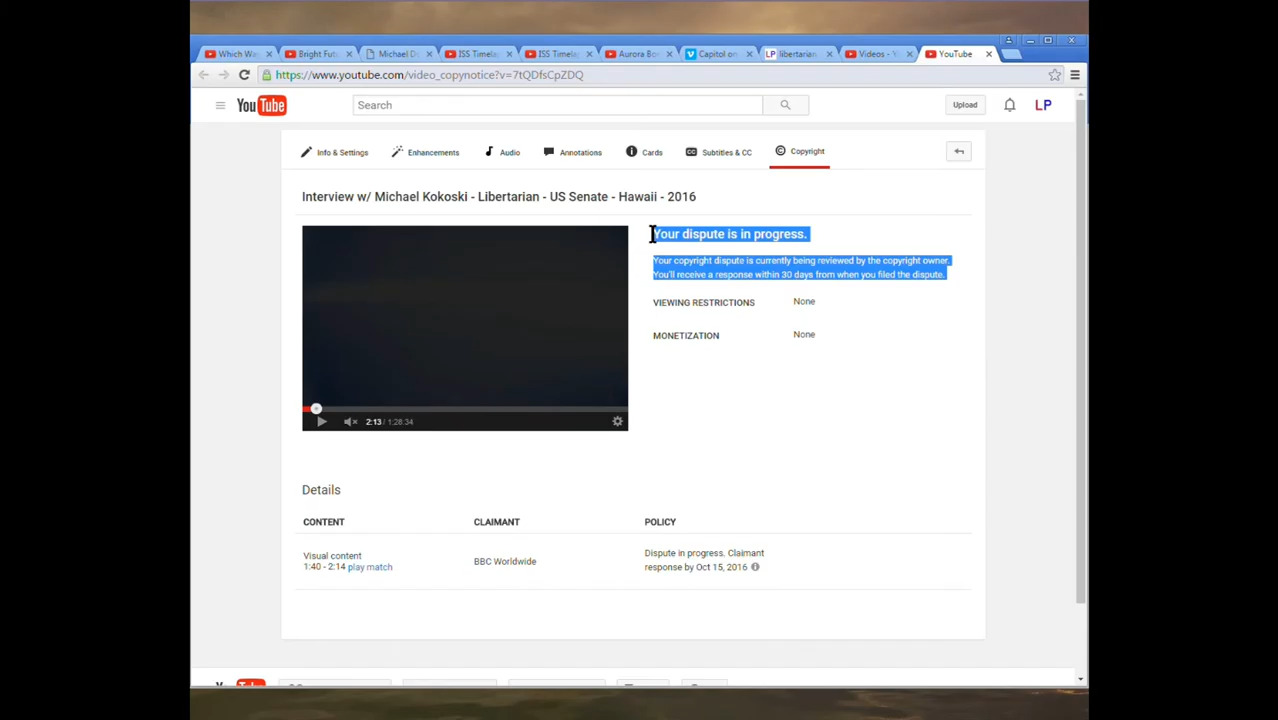 Which Wa
Bright Futu
Michael D
ISS Timela
ISS Timela
Aurora Bo
Capitol on
LP libertarian
Videos - Y
YouTube
https://www.youtube.com/video_copynotice?v=7tQDfsCpZDQ
YouTube
Search
Upload
LP
Info & Settings
Enhancements
Audio
Annotations
Cards
CC Subtitles & CC
© Copyright
Interview w/ Michael Kokoski - Libertarian - US Senate - Hawaii - 2016
Your dispute is in progress.
Your copyright dispute is currently being reviewed by the copyright owner.
You'll receive a response within 30 days from when you filed the dispute.
VIEWING RESTRICTIONS None
MONETIZATION None
2:13 / 1:28:34
Details
CONTENT CLAIMANT POLICY
Visual content
1:40 - 2:14 play match
BBC Worldwide
Dispute in progress. Claimant
response by Oct 15, 2016